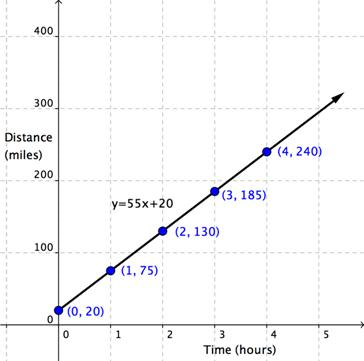 400
300
Distance
(miles)
200
100
0
y=55x+20
(4, 240)
(3, 185)
(2, 130)
(1, 75)
(0, 20)
0 1 2 3 4 5
Time (hours)